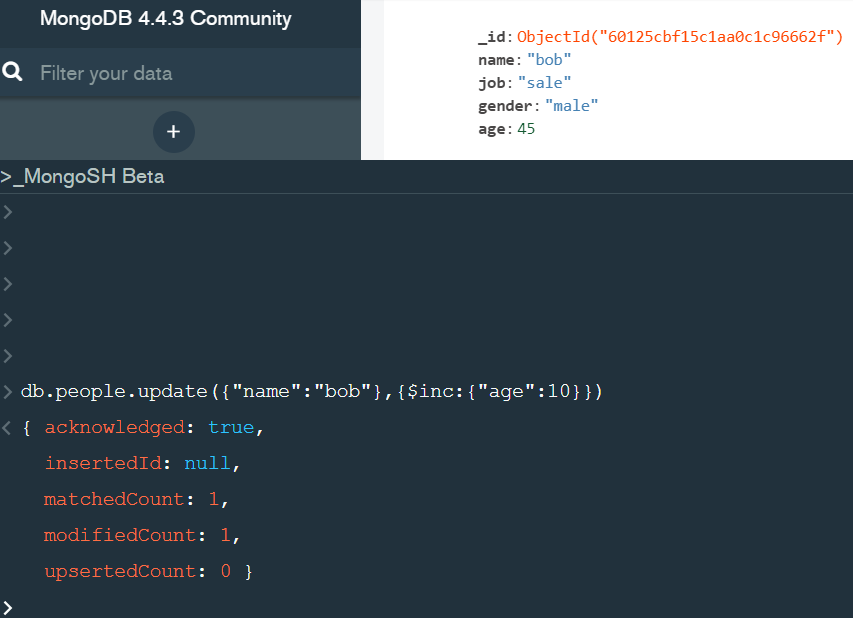 MongoDB 4.4.3 Community
Filter your data
+
_id: ObjectId("60125cbf15c1aa0c1c96662f")
name: "bob"
job: "sale"
gender: "male"
age: 45
>_MongoSH Beta
>
>
>
>
>
> db.people.update({"name":"bob"},{$inc:{"age":10}})
< { acknowledged: true,
insertedId: null,
matchedCount: 1,
modifiedCount: 1,
upsertedCount: 0 }
>